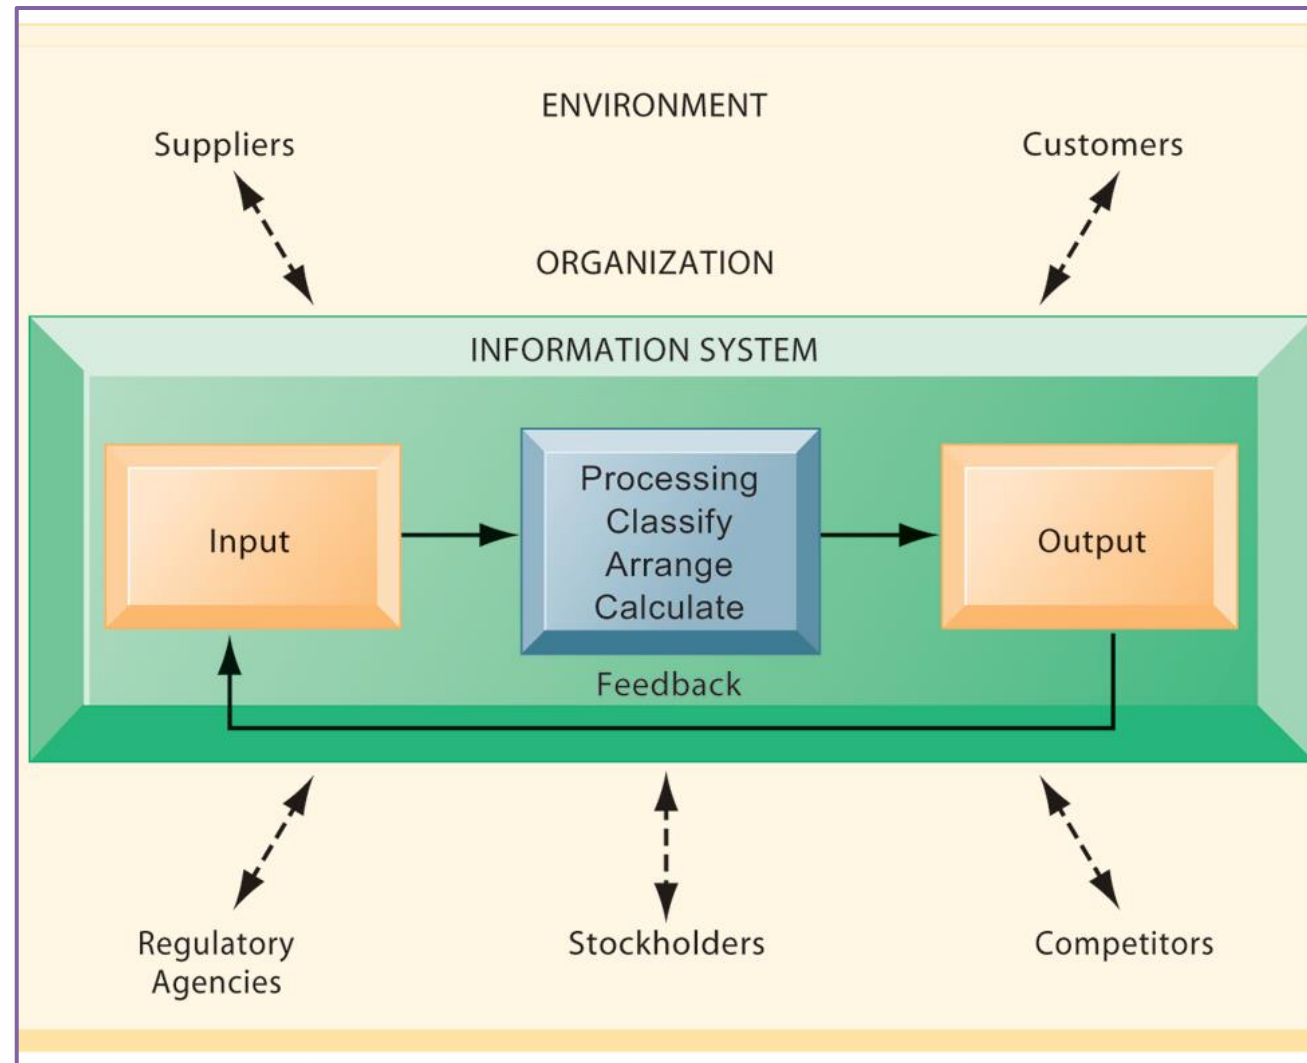 ENVIRONMENT
Suppliers
Customers
ORGANIZATION
INFORMATION SYSTEM
Input
Processing
Classify
Arrange
Calculate
Output
Feedback
Regulatory
Agencies
Stockholders
Competitors